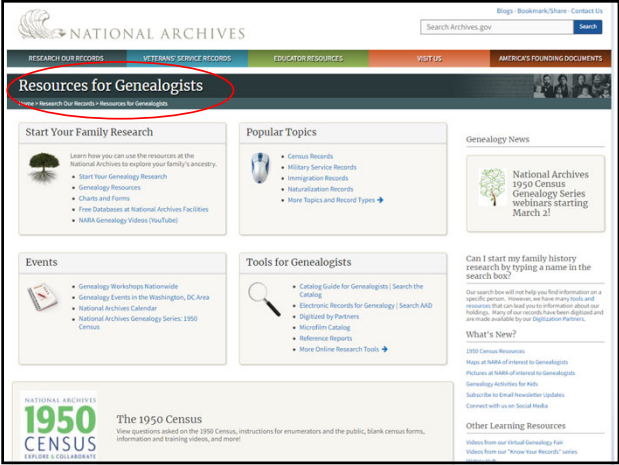 Blogs · Bookmark/Share · Contact Us
NATIONAL ARCHIVES
Search Archives.gov
Search
RESEARCH OUR RECORDS
VETERANS' SERVICE RECORDS
EDUCATOR RESOURCES
VISIT US
AMERICA'S FOUNDING DOCUMENTS
Resources for Genealogists
Home > Research Our Records > Resources for Genealogists
Start Your Family Research
Learn how you can use the resources at the
National Archives to explore your family's ancestry.
• Start Your Genealogy Research
• Genealogy Resources
• Charts and Forms
• Free Databases at National Archives Facilities
• NARA Genealogy Videos (YouTube)
Popular Topics
• Census Records
• Military Service Records
• Immigration Records
• Naturalization Records
• More Topics and Record Types →
Genealogy News
National Archives
1950 Census
Genealogy Series
webinars starting
March 2!
Events
• Genealogy Workshops Nationwide
• Genealogy Events in the Washington, DC Area
• National Archives Calendar
• National Archives Genealogy Series: 1950
Census
Tools for Genealogists
• Catalog Guide for Genealogists | Search the
Catalog
• Electronic Records for Genealogy | Search AAD
• Digitized by Partners
• Microfilm Catalog
• Reference Reports
• More Online Research Tools →
Can I start my family history
research by typing a name in the
search box?
Our search box will not help you find information on a
specific person. However, we have many tools and
resources that can lead you to information about our
holdings. Many of our records have been digitized and
are made available by our Digitization Partners.
What's New?
1950 Census Resources
Maps at NARA of interest to Genealogists
Pictures at NARA of interest to Genealogists
Genealogy Activities for Kids
Subscribe to Email Newsletter Updates
Connect with us on Social Media
Other Learning Resources
Videos from our Virtual Genealogy Fair
Videos from our "Know Your Records" series
NATIONAL ARCHIVES
1950
CENSUS
EXPLORE & COLLABORATE
The 1950 Census
View questions asked on the 1950 Census, instructions for enumerators and the public, blank census forms,
information and training videos, and more!